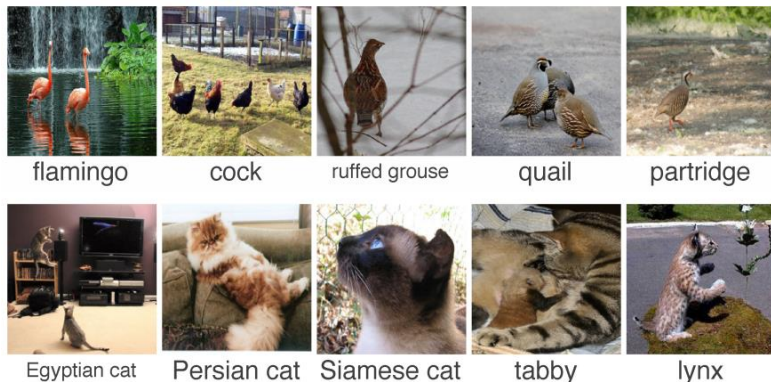 flamingo
cock
ruffed grouse
quail
partridge
Egyptian cat
Persian cat
Siamese cat
tabby
lynx